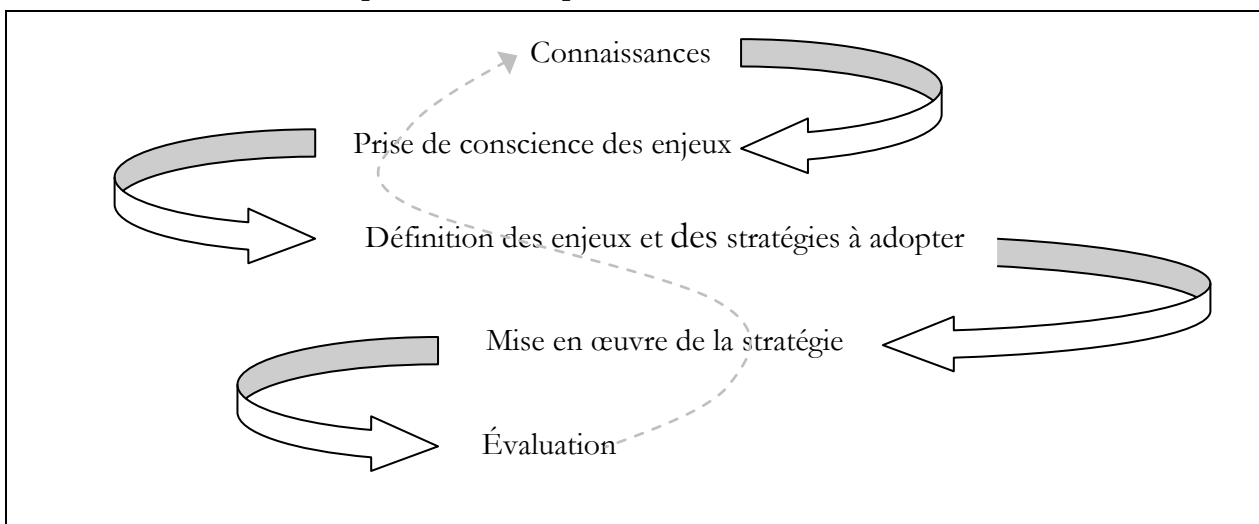 Connaissances
Prise de conscience des enjeux
Définition des enjeux et des stratégies à adopter
Mise en œuvre de la stratégie
Évaluation